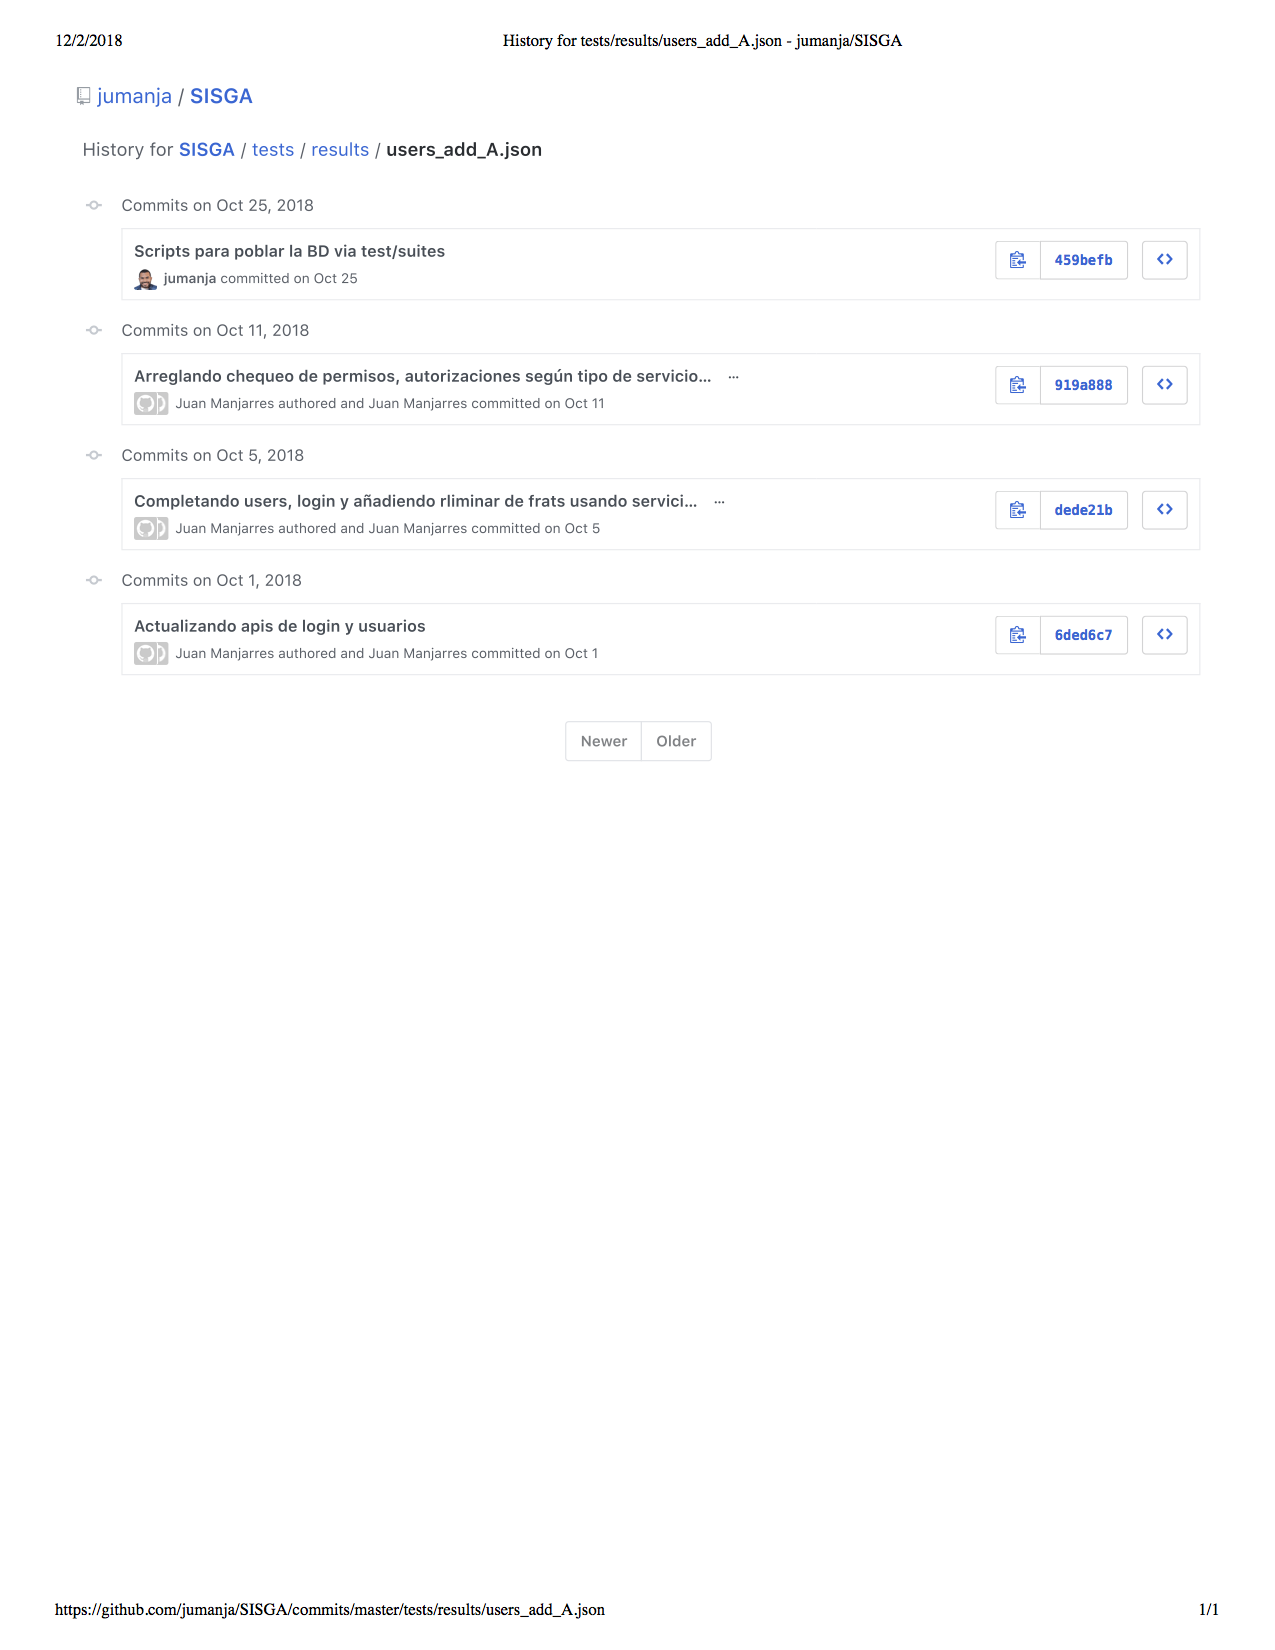 12/2/2018 History for tests/results/users_add_A.json - jumanja/SISGA
jumanja / SISGA
History for SISGA / tests / results / users_add_A.json
Commits on Oct 25, 2018
Scripts para poblar la BD via test/suites
459befb
jumanja committed on Oct 25
Commits on Oct 11, 2018
Arreglando chequeo de permisos, autorizaciones según tipo de servicio... …
919a888
Juan Manjarres authored and Juan Manjarres committed on Oct 11
Commits on Oct 5, 2018
Completando users, login y añadiendo rliminar de frats usando servici... …
dede21b
Juan Manjarres authored and Juan Manjarres committed on Oct 5
Commits on Oct 1, 2018
Actualizando apis de login y usuarios
6ded6c7
Juan Manjarres authored and Juan Manjarres committed on Oct 1
Newer Older
https://github.com/jumanja/SISGA/commits/master/tests/results/users_add_A.json 1/1